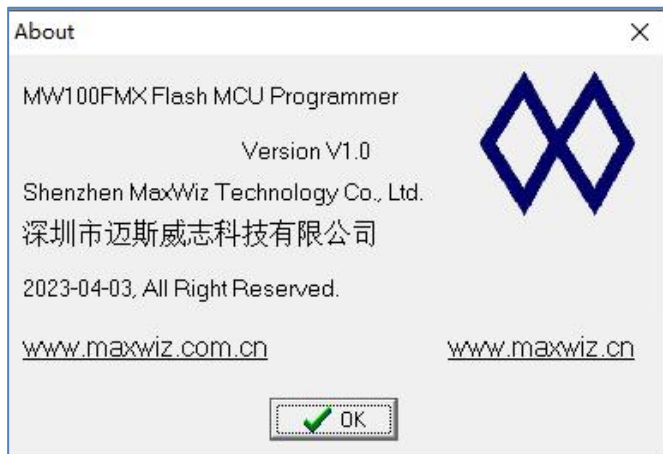 About
MW100FMX Flash MCU Programmer
Version V1.0
Shenzhen MaxWiz Technology Co., Ltd.
深圳市迈斯威志科技有限公司
2023-04-03, All Right Reserved.
www.maxwiz.com.cn www.maxwiz.cn
OK